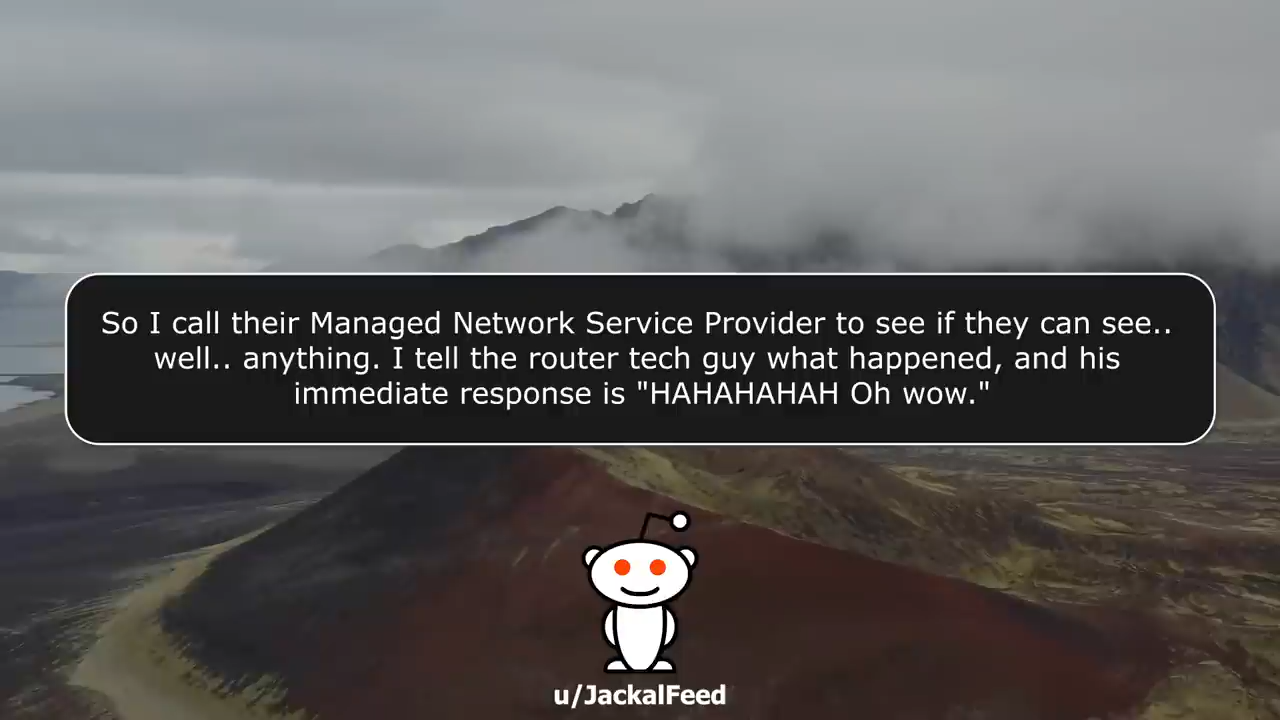 So I call their Managed Network Service Provider to see if they can see..
well.. anything. I tell the router tech guy what happened, and his
immediate response is "HAHAHAHAH Oh wow."
u/JackalFeed